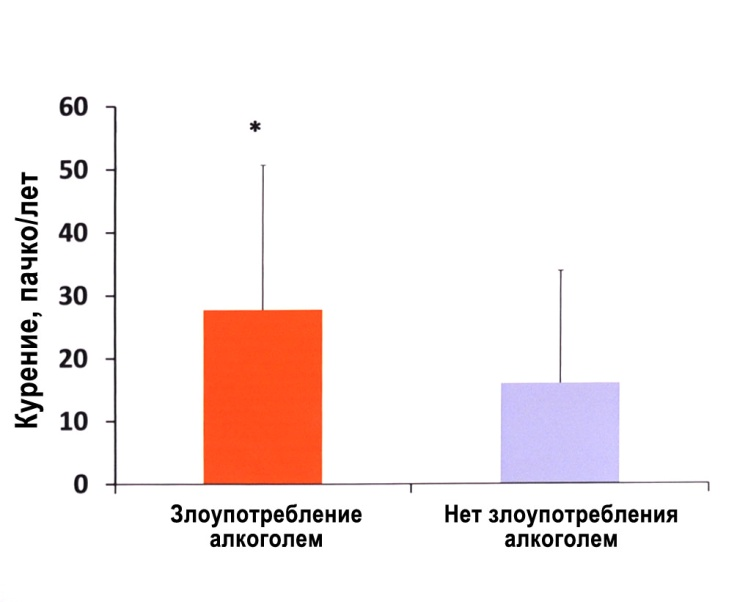 60
*
50
40
30
20
10
0
Курение, пачко/лет
Злоупотребление
алкоголем
Нет злоупотребления
алкоголем